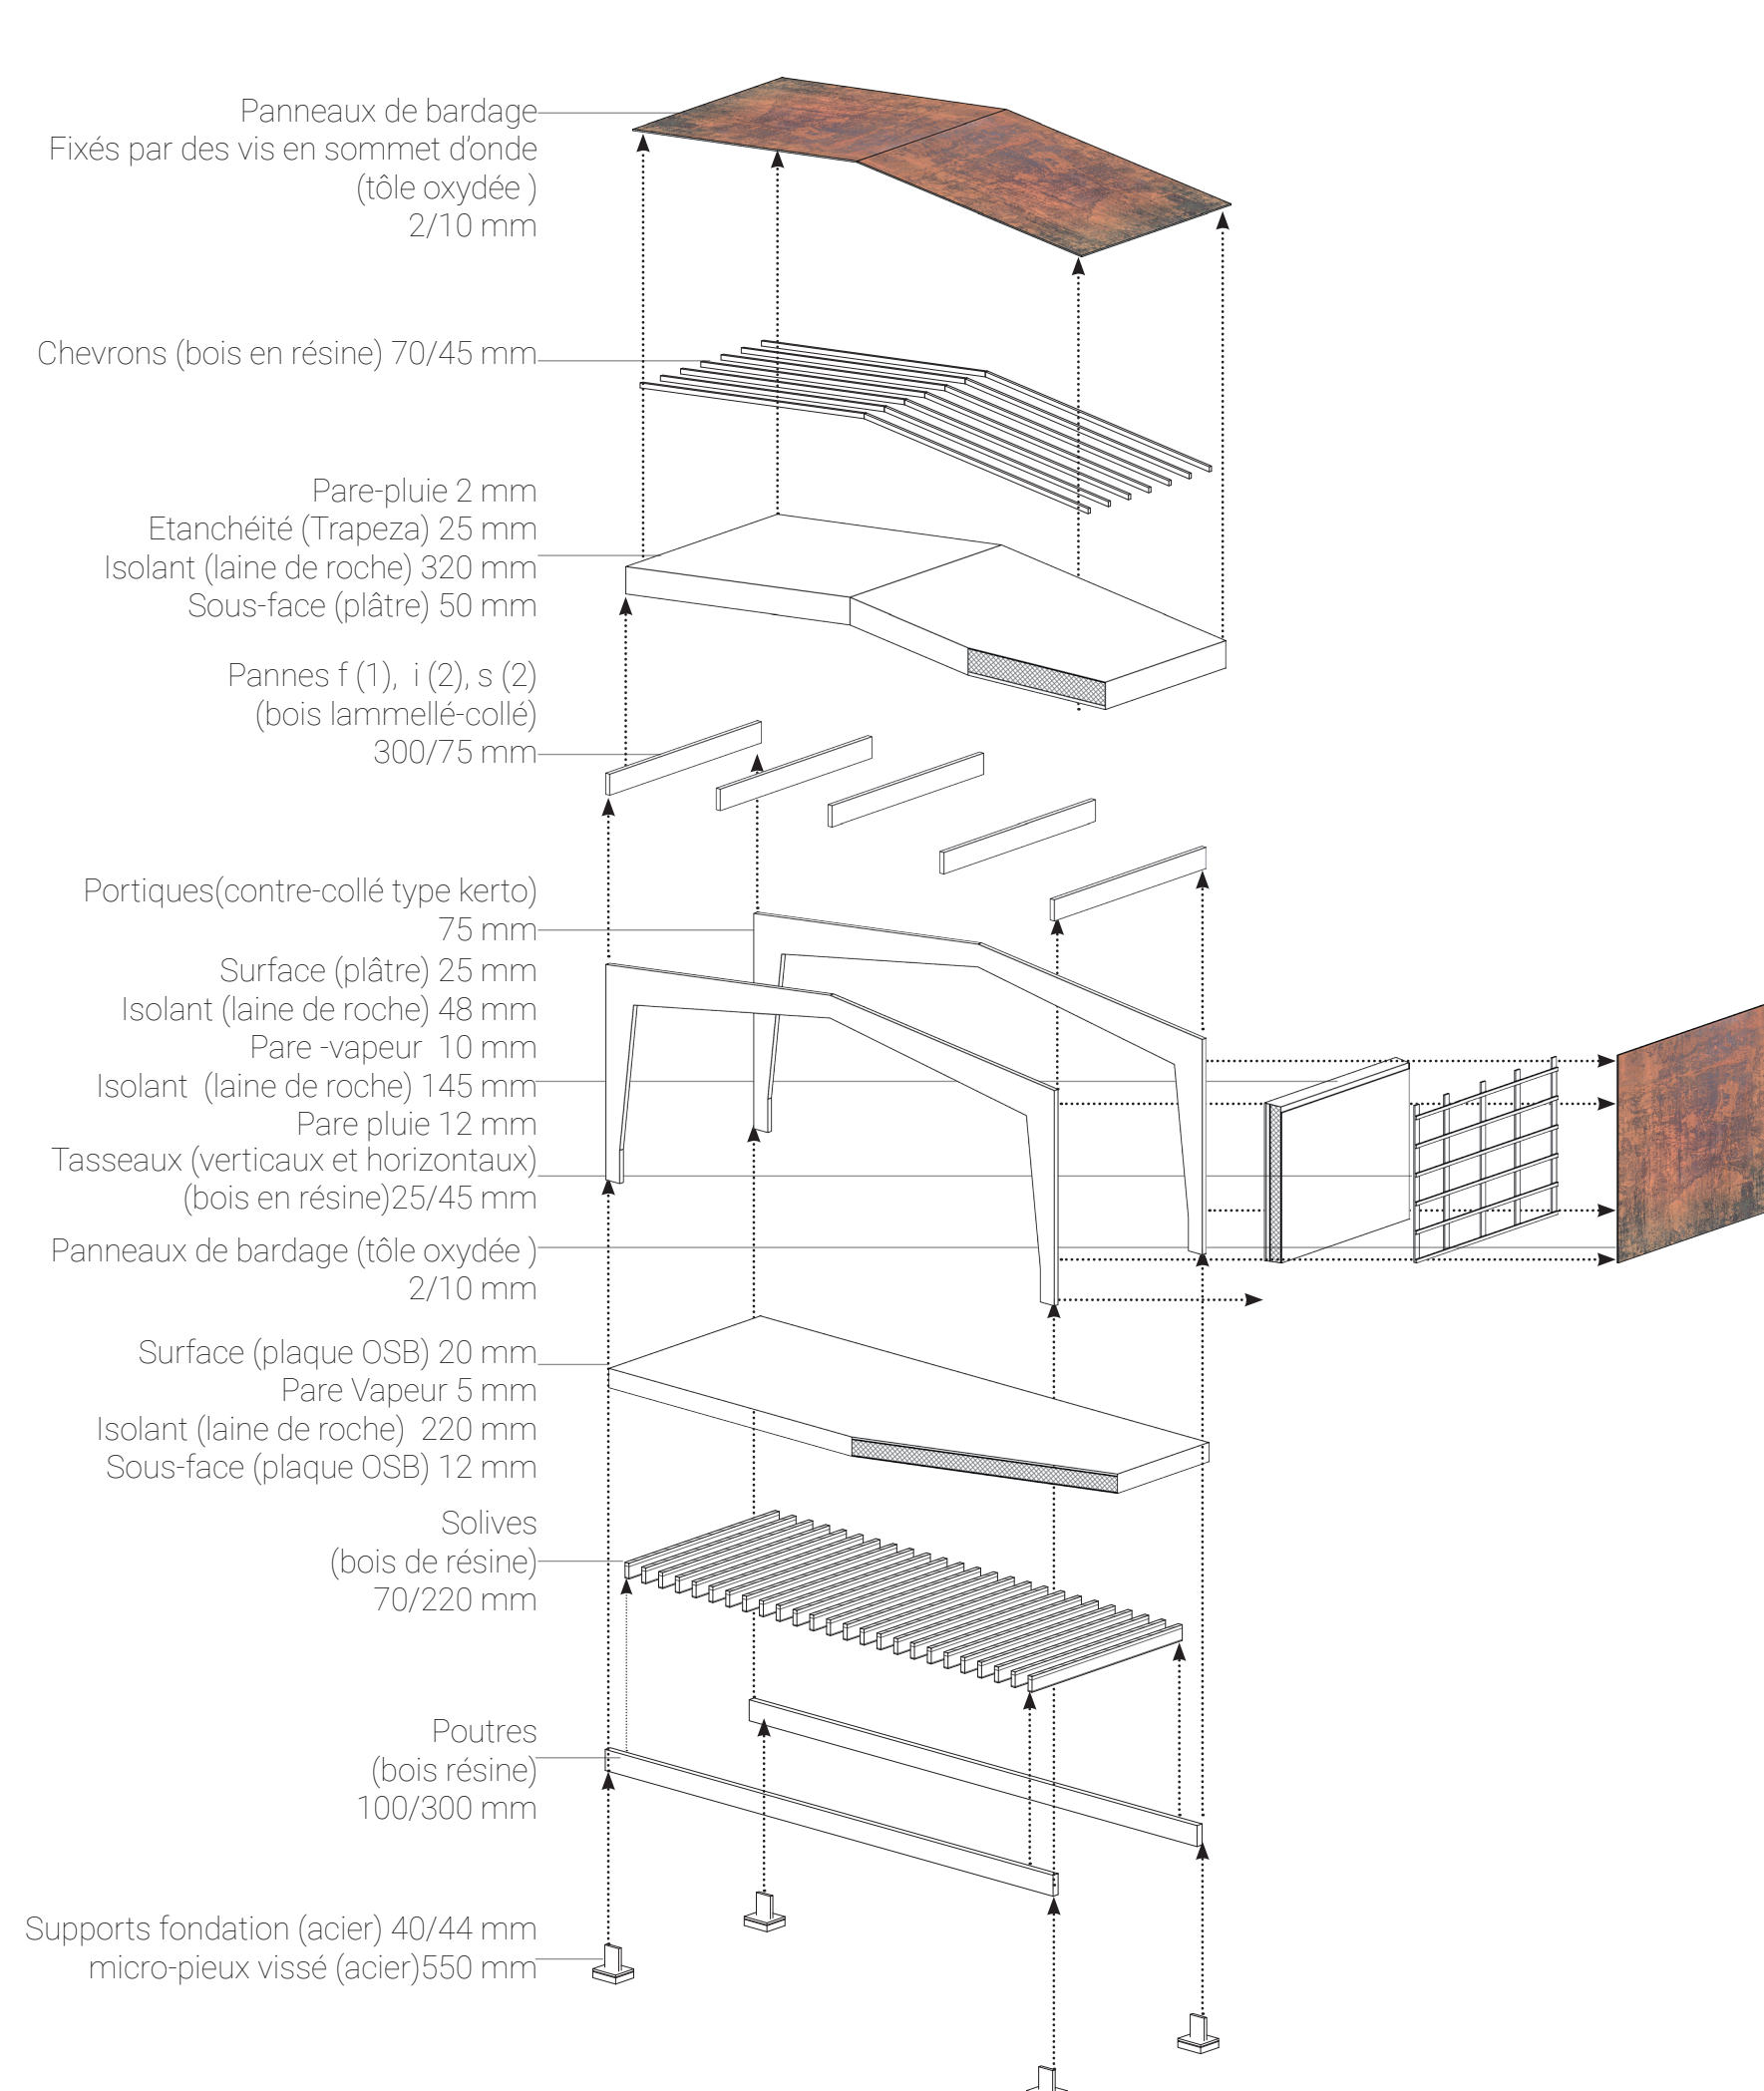 Panneaux de bardage
Fixés par des vis en sommet d'onde
(tôle oxydée )
2/10 mm
Chevrons (bois en résine) 70/45 mm
Pare-pluie 2 mm
Etanchéité (Trapeza) 25 mm
Isolant (laine de roche) 320 mm
Sous-face (plâtre) 50 mm
Pannes f (1), i (2), s (2)
(bois lammellé-collé)
300/75 mm
Portiques(contre-collé type kerto)
75 mm
Surface (plâtre) 25 mm
Isolant (laine de roche) 48 mm
Pare -vapeur 10 mm
Isolant (laine de roche) 145 mm
Pare pluie 12 mm
Tasseaux (verticaux et horizontaux)
(bois en résine)25/45 mm
Panneaux de bardage (tôle oxydée )
2/10 mm
Surface (plaque OSB) 20 mm
Pare Vapeur 5 mm
Isolant (laine de roche) 220 mm
Sous-face (plaque OSB) 12 mm
Solives
(bois de résine)
70/220 mm
Poutres
(bois résine)
100/300 mm
Supports fondation (acier) 40/44 mm
micro-pieux vissé (acier)550 mm